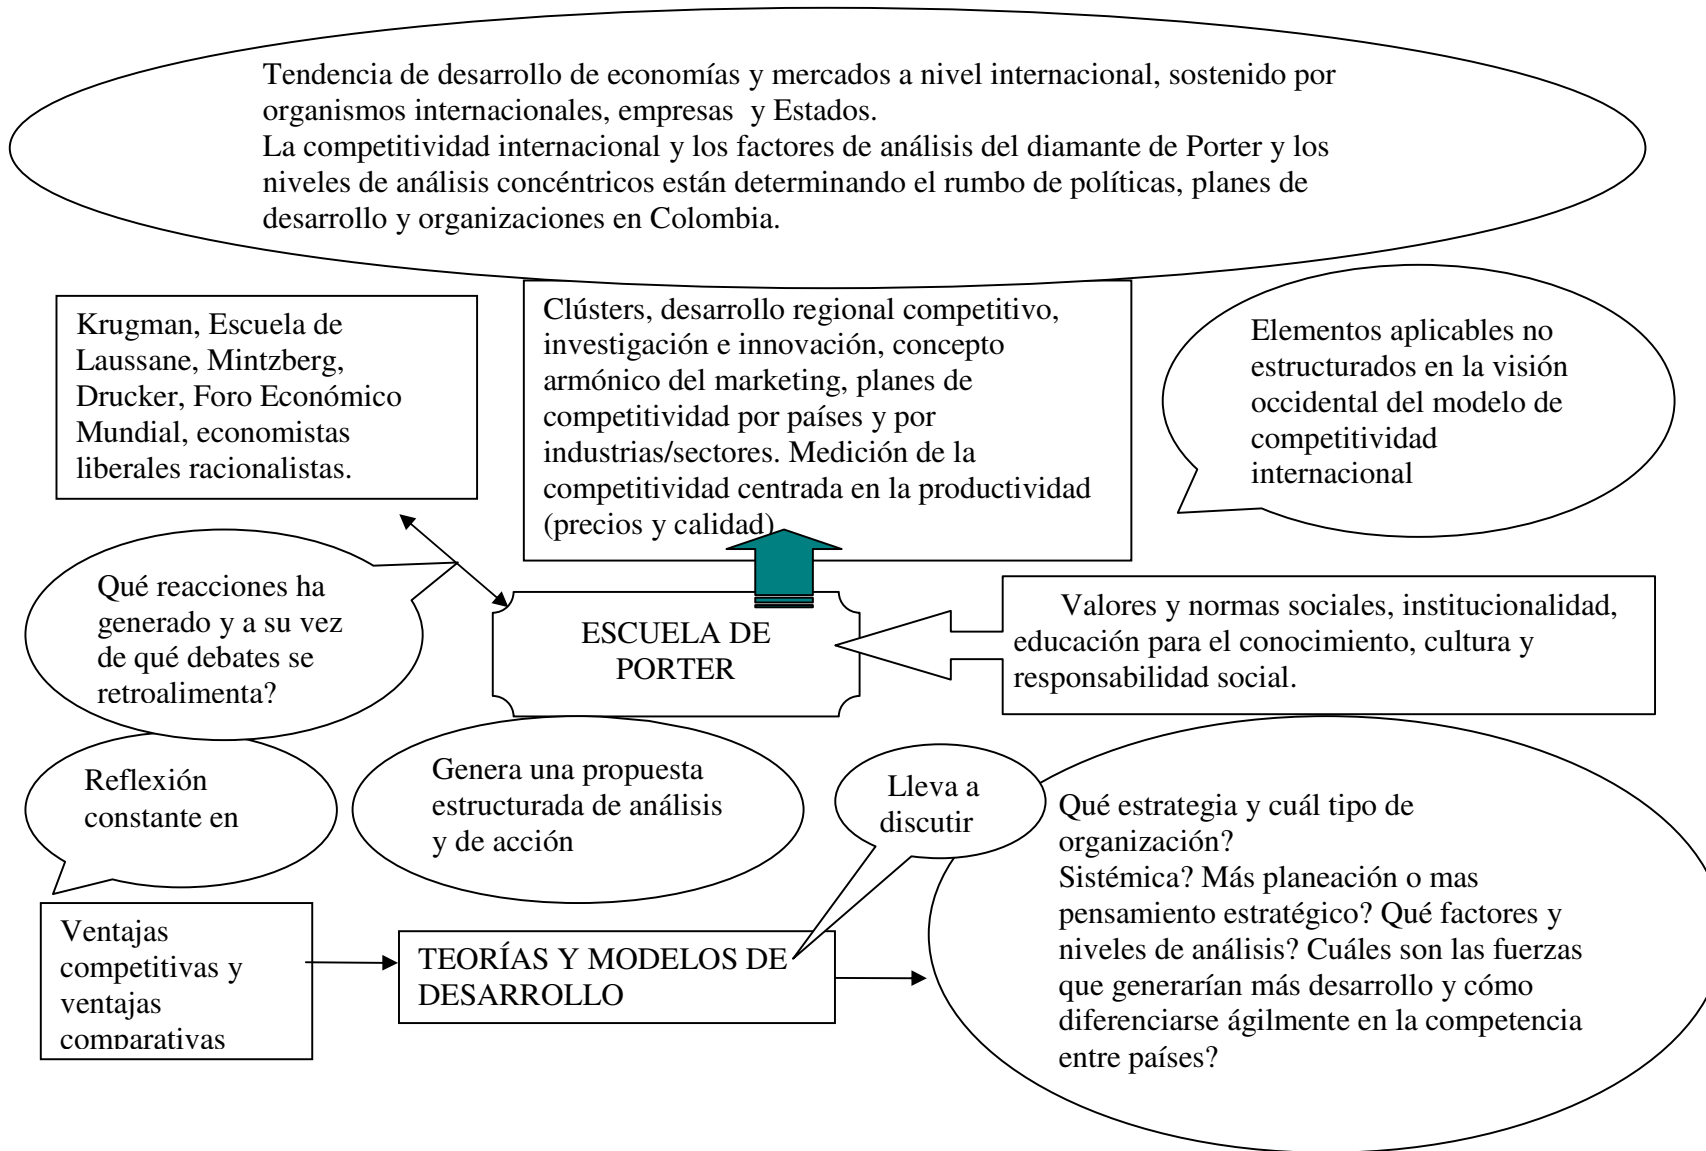 Tendencia de desarrollo de economías y mercados a nivel internacional, sostenido por
organismos internacionales, empresas  y Estados.
La competitividad internacional y los factores de análisis del diamante de Porter y los
niveles de análisis concéntricos están determinando el rumbo de políticas, planes de
desarrollo y organizaciones en Colombia.
Krugman, Escuela de
Laussane, Mintzberg,
Drucker, Foro Económico
Mundial, economistas
liberales racionalistas.
Clústers, desarrollo regional competitivo,
investigación e innovación, concepto
armónico del marketing, planes de
competitividad por países y por
industrias/sectores. Medición de la
competitividad centrada en la productividad
(precios y calidad)
Elementos aplicables no
estructurados en la visión
occidental del modelo de
competitividad
internacional
Qué reacciones ha
generado y a su vez
de qué debates se
retroalimenta?
ESCUELA DE
PORTER
Valores y normas sociales, institucionalidad,
educación para el conocimiento, cultura y
responsabilidad social.
Reflexión
constante en
Genera una propuesta
estructurada de análisis
y de acción
Lleva a
discutir
Qué estrategia y cuál tipo de
organización?
Sistémica? Más planeación o mas
pensamiento estratégico? Qué factores y
niveles de análisis? Cuáles son las fuerzas
que generarían más desarrollo y cómo
diferenciarse ágilmente en la competencia
entre países?
Ventajas
competitivas y
ventajas
comparativas
TEORÍAS Y MODELOS DE
DESARROLLO